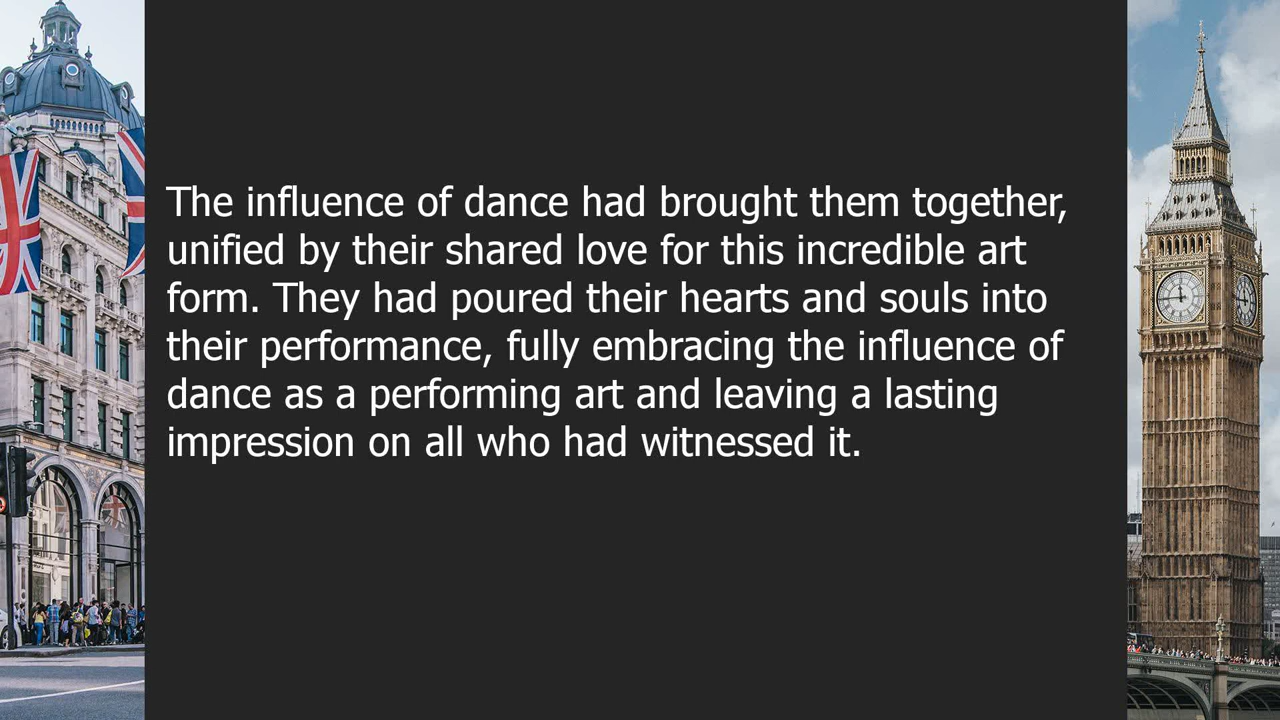 The influence of dance had brought them together,
unified by their shared love for this incredible art
form. They had poured their hearts and souls into
their performance, fully embracing the influence of
dance as a performing art and leaving a lasting
impression on all who had witnessed it.